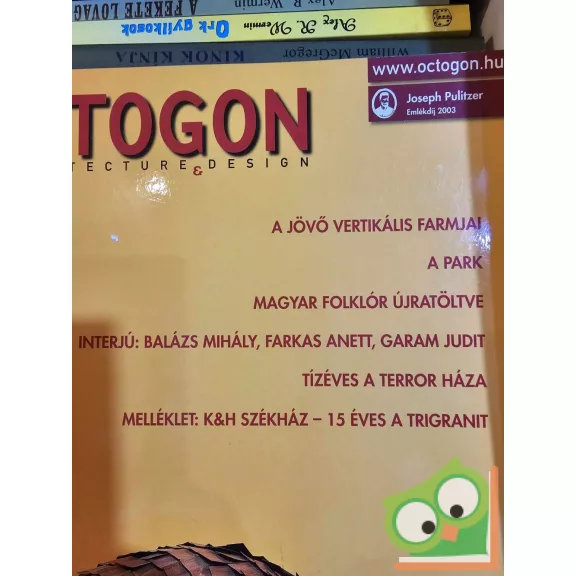 Alex R. Wermin
A FEKETE LOVAG
Alex R. Wermin
Ork gyilkosok
William McGregor
KINOK KINJA
www.octogon.hu
Joseph Pulitzer
Emlékdíj 2003
TOGON
TECTURE & DESIGN
A JÖVŐ VERTIKÁLIS FARMJAI
A PARK
MAGYAR FOLKLÓR ÚJRATÖLTVE
INTERJÚ: BALÁZS MIHÁLY, FARKAS ANETT, GARAM JUDIT
TÍZÉVES A TERROR HÁZA
MELLÉKLET: K&H SZÉKHÁZ – 15 ÉVES A TRIGRANIT